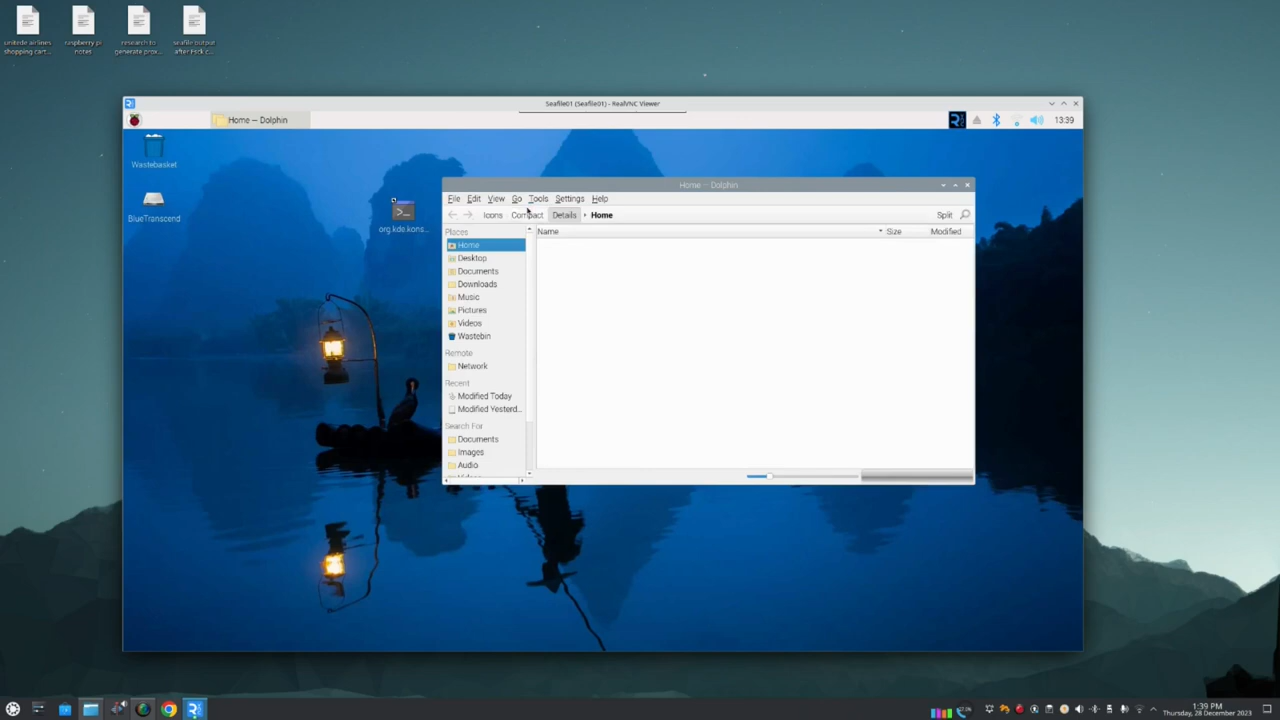 unitede airlines
shopping cart...
raspberry pi
notes
research to
generate prox...
seafile output
after Fsck c...
Seafile01 (Seafile01) - RealVNC Viewer
Home — Dolphin
13:39
Wastebasket
BlueTranscend
org.kde.kons...
Home — Dolphin
File Edit View Go Tools Settings Help
Icons Compact Details Home Split
Places
Name Size Modified
Home
Desktop
Documents
Downloads
Music
Pictures
Videos
Wastebin
Remote
Network
Recent
Modified Today
Modified Yesterd...
Search For
Documents
Images
Audio
1:39 PM
Thursday, 28 December 2023